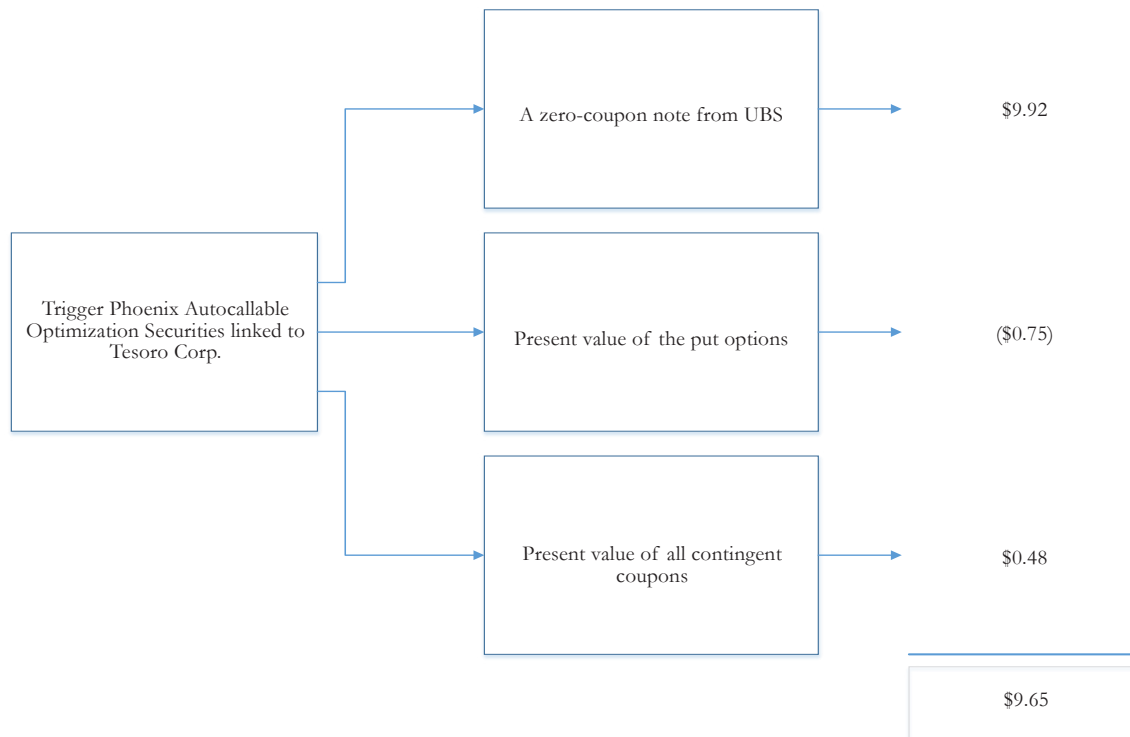 A zero-coupon note from UBS
$9.92
Trigger Phoenix Autocallable
Optimization Securities linked to
Tesoro Corp.
Present value of the put options
($0.75)
Present value of all contingent
coupons
$0.48
$9.65